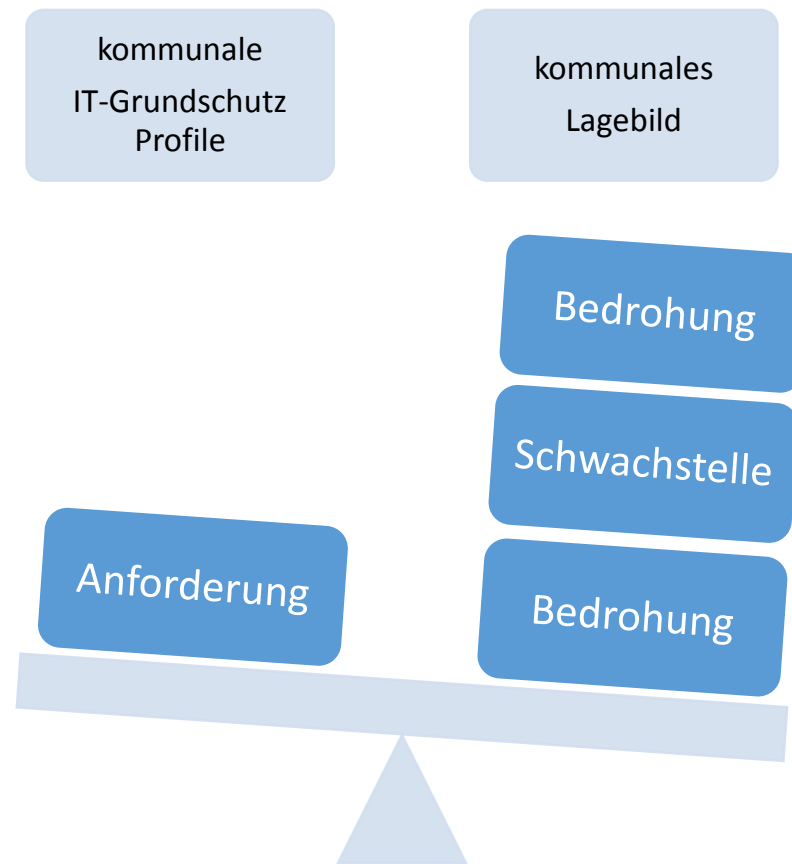 kommunale
IT-Grundschutz
Profile
kommunales
Lagebild
Bedrohung
Schwachstelle
Anforderung
Bedrohung